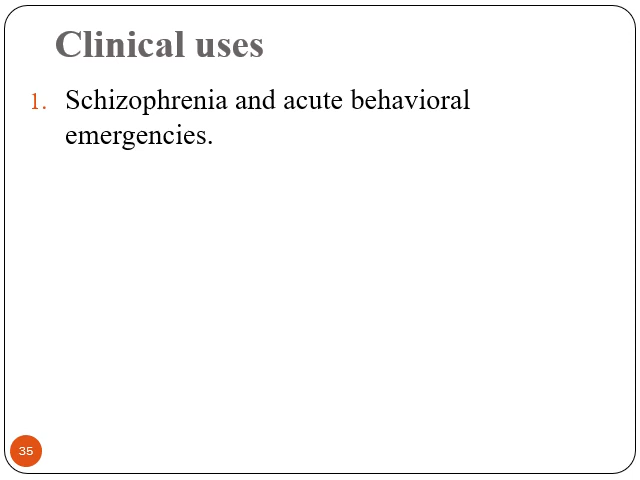 Clinical uses
1. Schizophrenia and acute behavioral
emergencies.
35